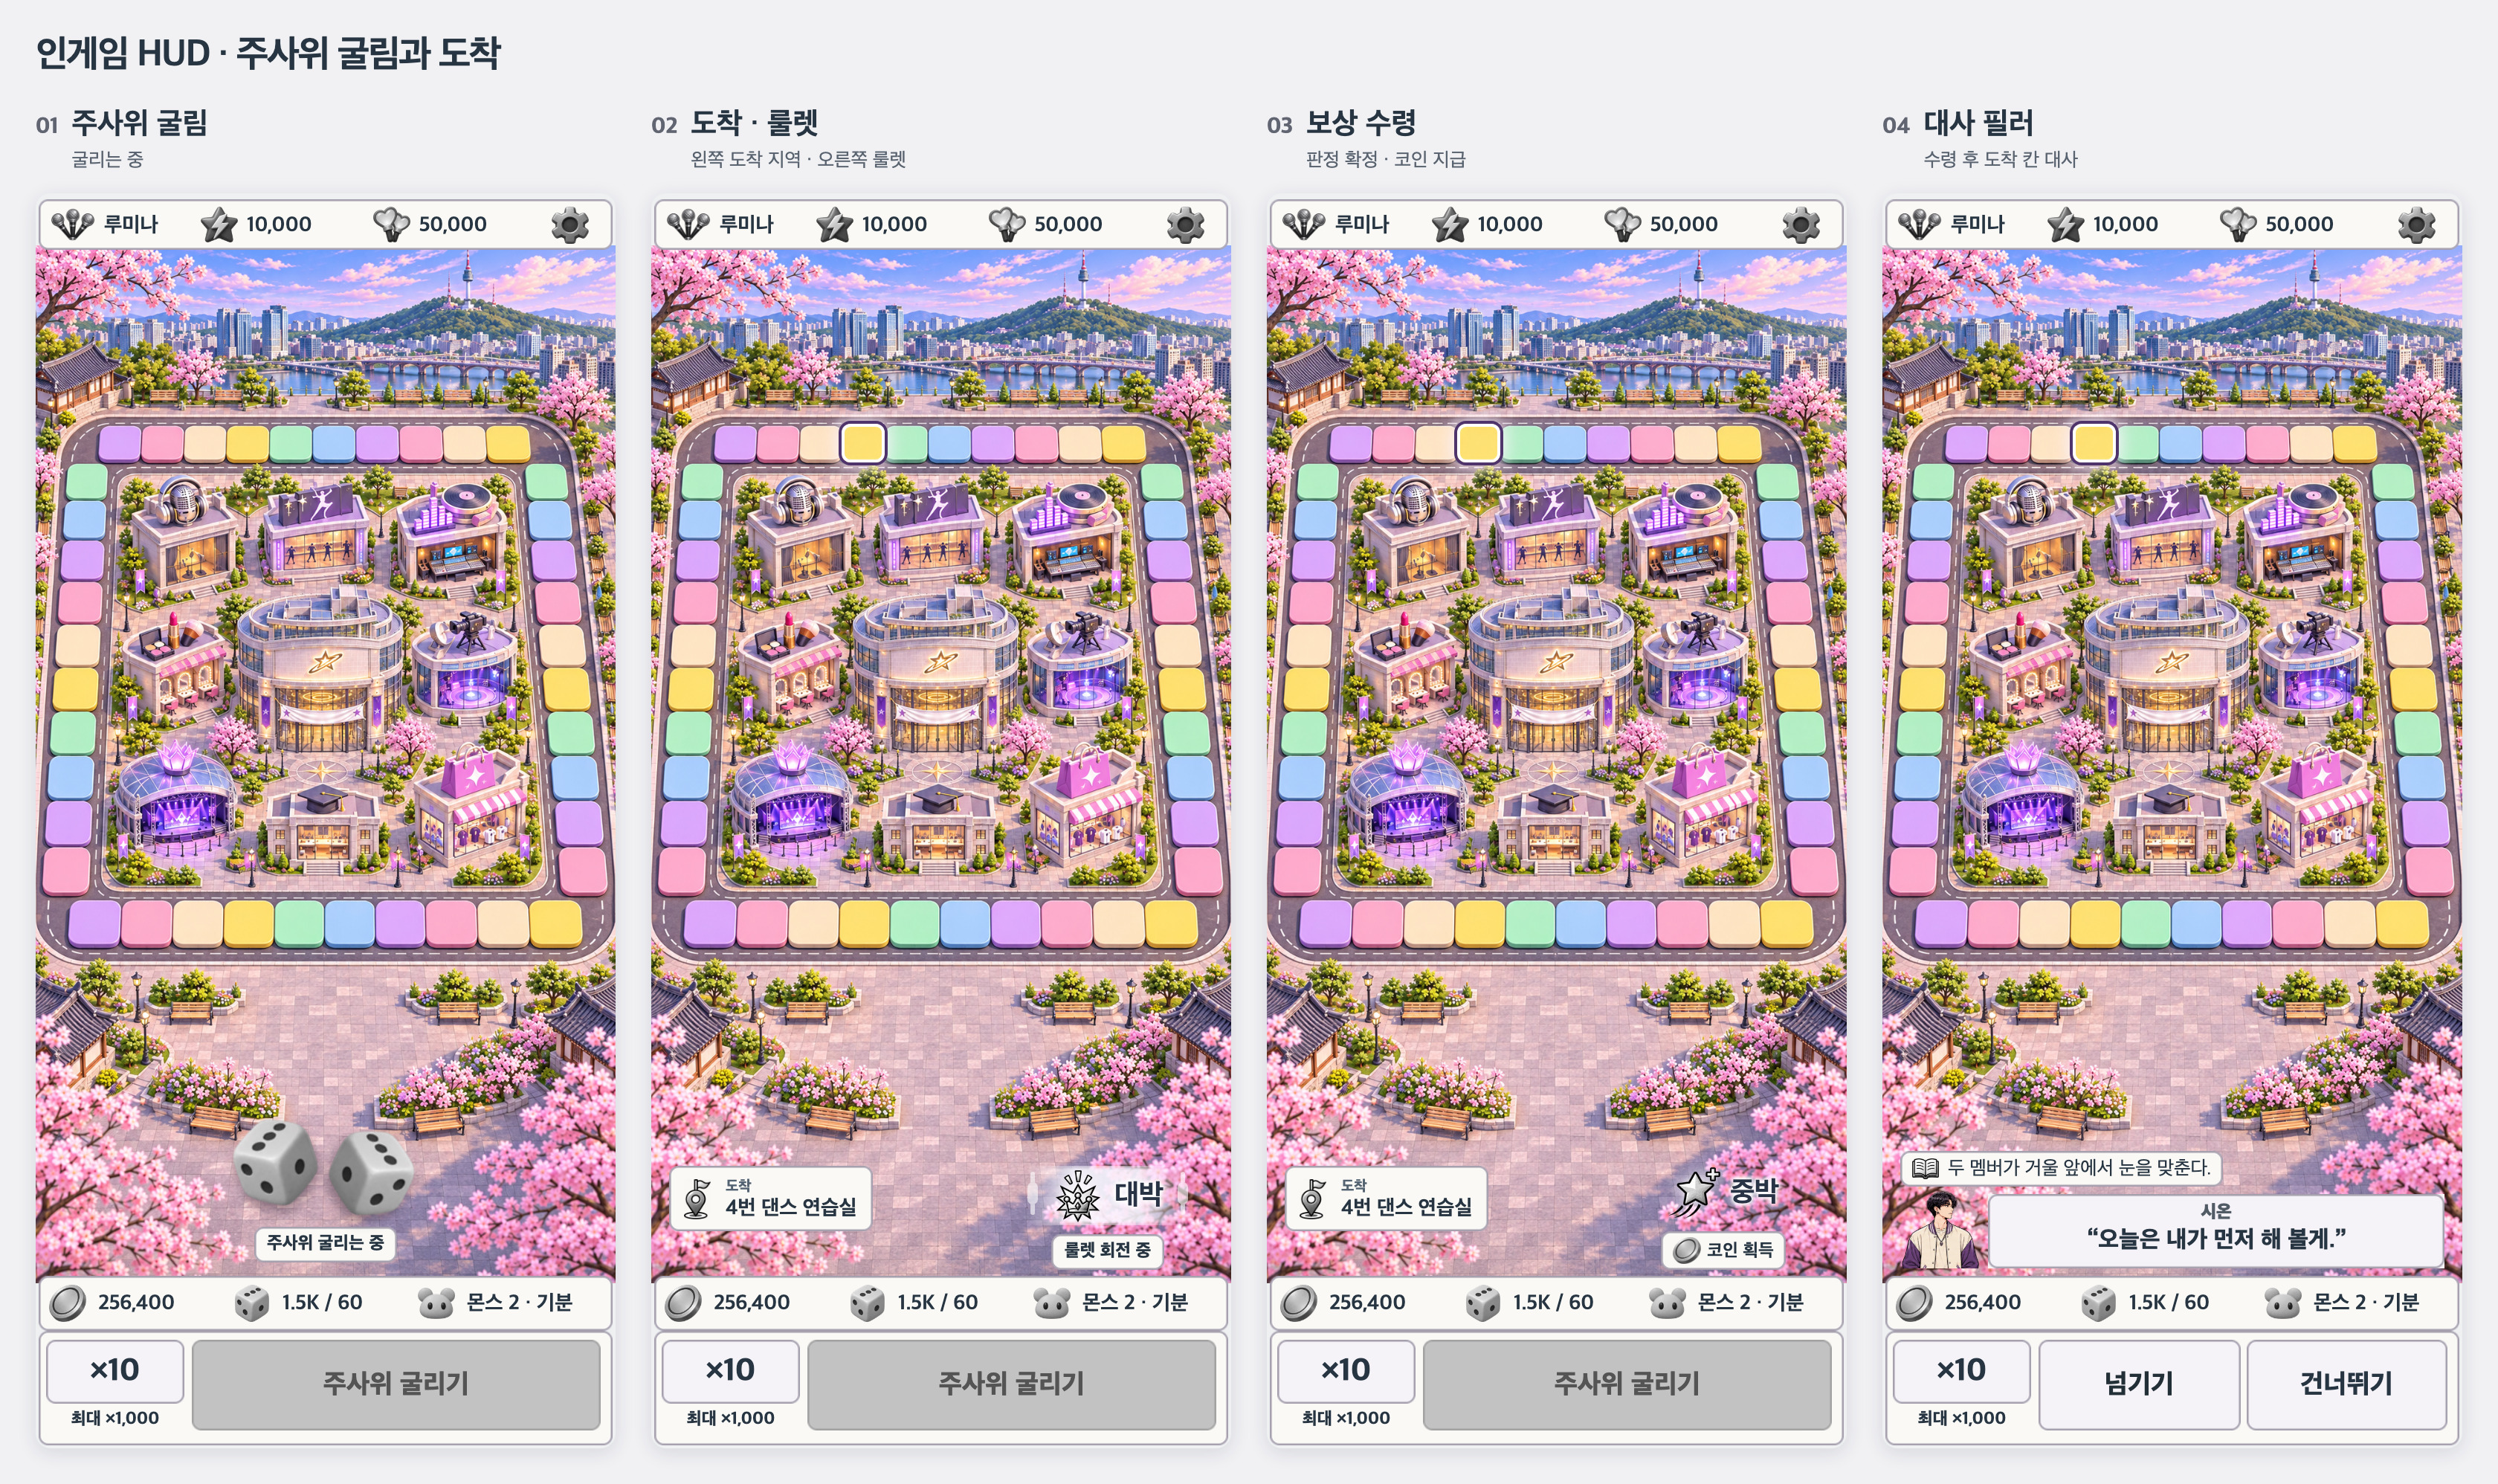 인게임 HUD · 주사위 굴림과 도착
01 주사위 굴림
굴리는 중
루미나 10,000 50,000
주사위 굴리는 중
256,400 1.5K / 60 몬스 2 · 기분
×10 주사위 굴리기
최대 ×1,000
02 도착 · 룰렛
왼쪽 도착 지역 · 오른쪽 룰렛
루미나 10,000 50,000
도착
4번 댄스 연습실
대박
룰렛 회전 중
256,400 1.5K / 60 몬스 2 · 기분
×10 주사위 굴리기
최대 ×1,000
03 보상 수령
판정 확정 · 코인 지급
루미나 10,000 50,000
도착
4번 댄스 연습실
중박
코인 획득
256,400 1.5K / 60 몬스 2 · 기분
×10 주사위 굴리기
최대 ×1,000
04 대사 필러
수령 후 도착 칸 대사
루미나 10,000 50,000
두 멤버가 거울 앞에서 눈을 맞춘다.
시온
“오늘은 내가 먼저 해 볼게.”
256,400 1.5K / 60 몬스 2 · 기분
×10 넘기기 건너뛰기
최대 ×1,000